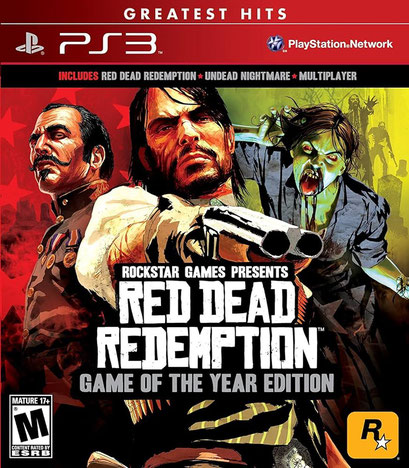 GREATEST HITS
PS3 PlayStation®Network
INCLUDES RED DEAD REDEMPTION ★ UNDEAD NIGHTMARE ★ MULTIPLAYER
ROCKSTAR GAMES PRESENTS
RED DEAD
REDEMPTION™
GAME OF THE YEAR EDITION
MATURE 17+
M
CONTENT RATED BY
ESRB
R★